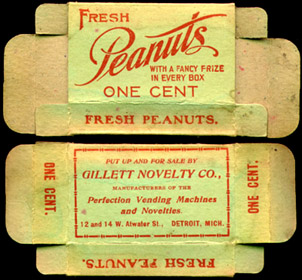 FRESH
Peanuts
WITH A FANCY PRIZE
IN EVERY BOX
ONE CENT
FRESH PEANUTS.
ONE CENT.
PUT UP AND FOR SALE BY
GILLETT NOVELTY CO.,
MANUFACTURERS OF THE
Perfection Vending Machines
and Novelties.
12 and 14 W. Atwater St., DETROIT, MICH.
ONE CENT.
FRESH PEANUTS.